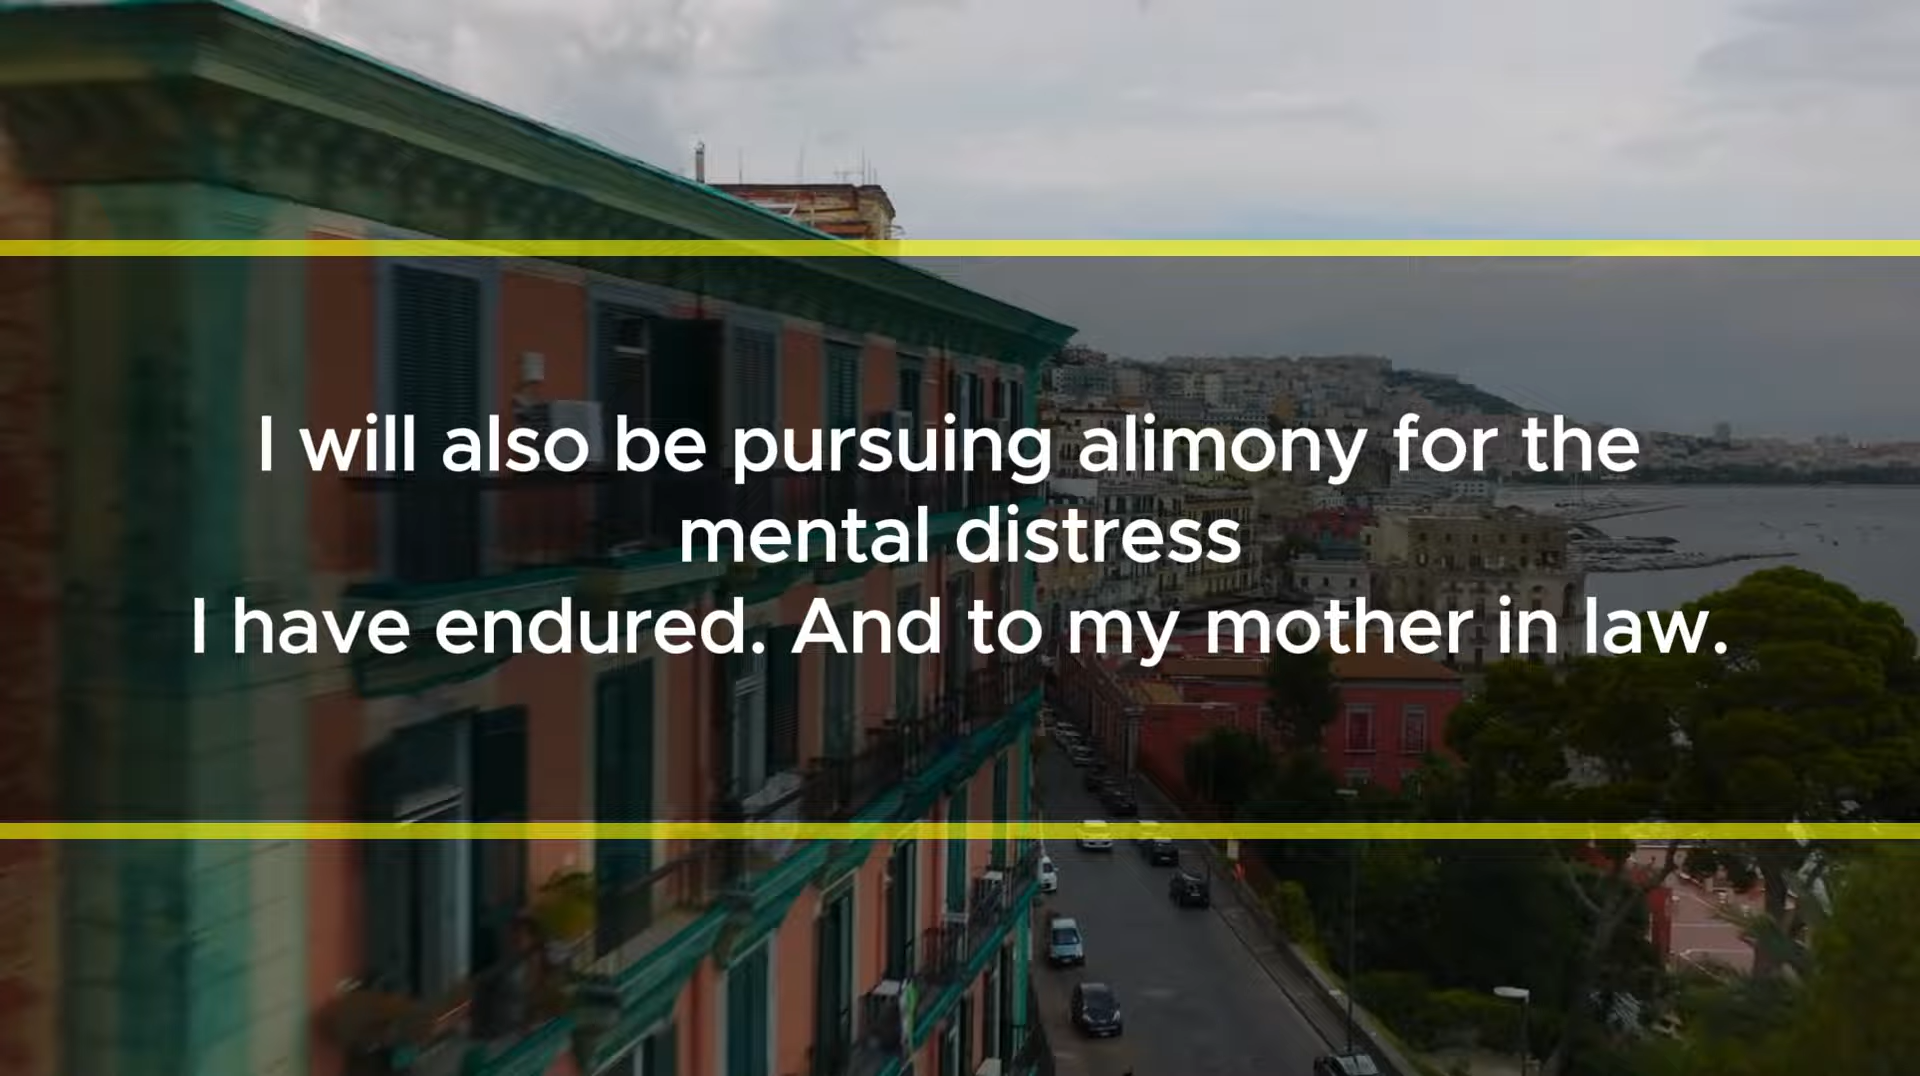 I will also be pursuing alimony for the
mental distress
I have endured. And to my mother in law.